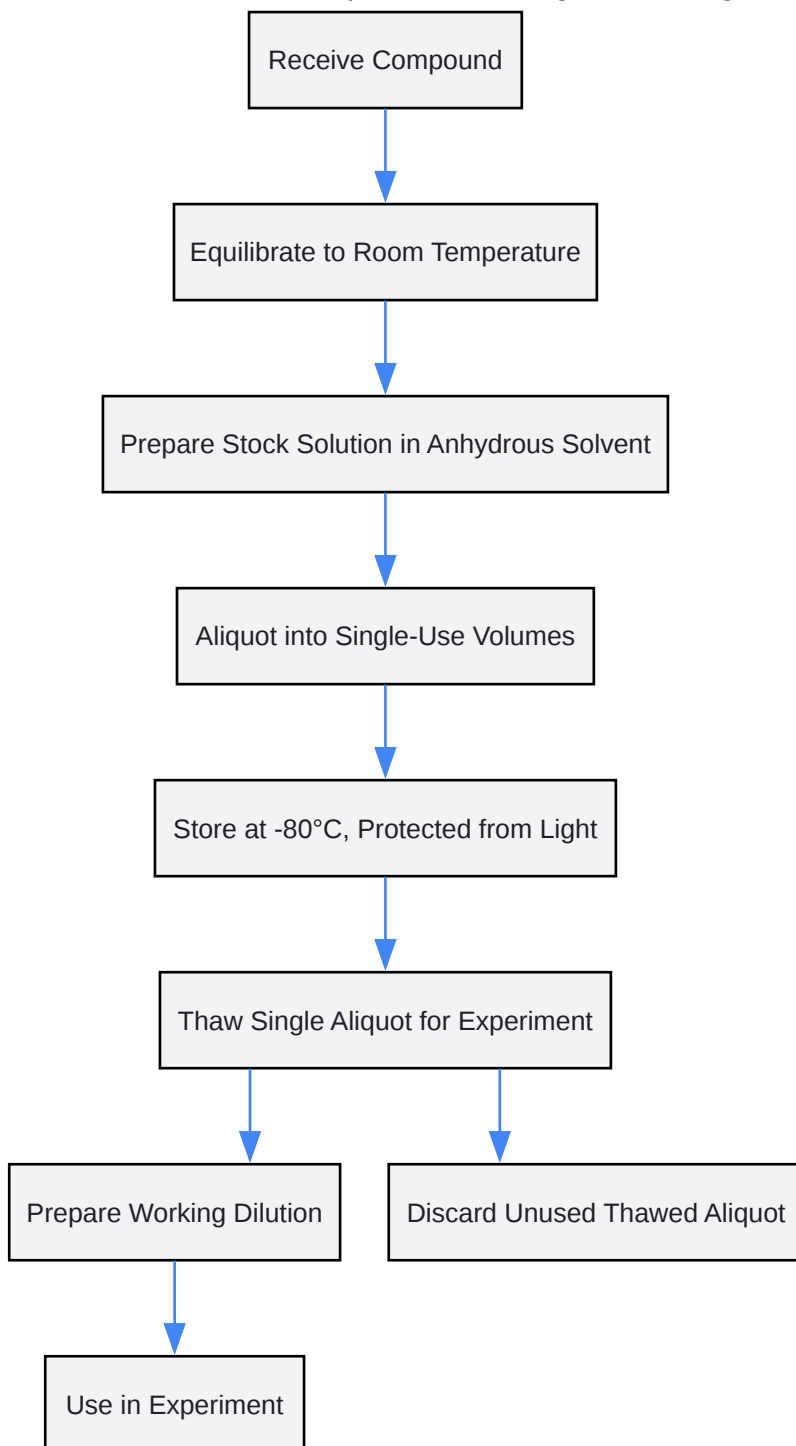 Receive Compound
Equilibrate to Room Temperature
Prepare Stock Solution in Anhydrous Solvent
Aliquot into Single-Use Volumes
Store at -80°C, Protected from Light
Thaw Single Aliquot for Experiment
Prepare Working Dilution
Discard Unused Thawed Aliquot
Use in Experiment